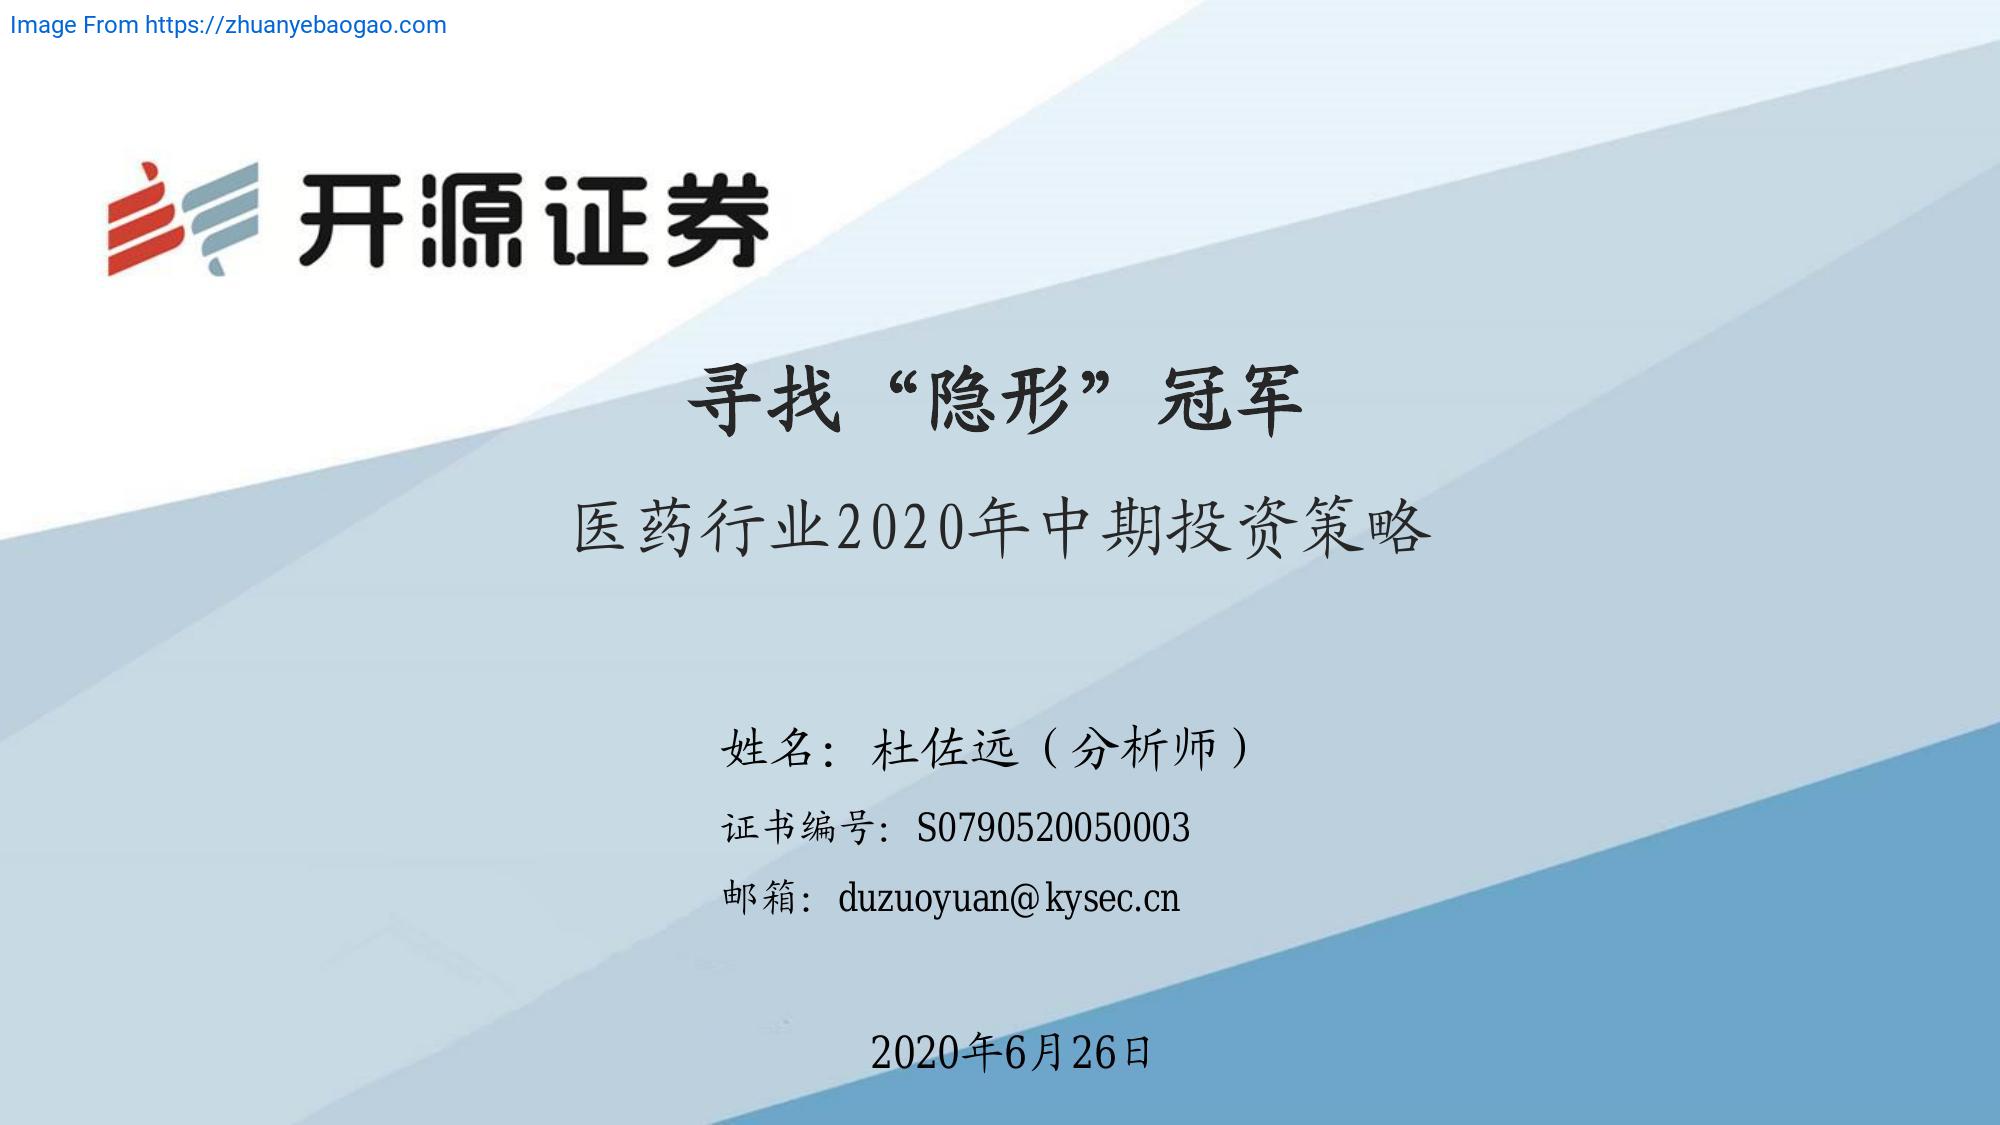 Image From https://zhuanyebaogao.com
开源证券
寻找“隐形”冠军
医药行业2020年中期投资策略
姓名：杜佐远（分析师）
证书编号：S0790520050003
邮箱：duzuoyuan@kysec.cn
2020年6月26日